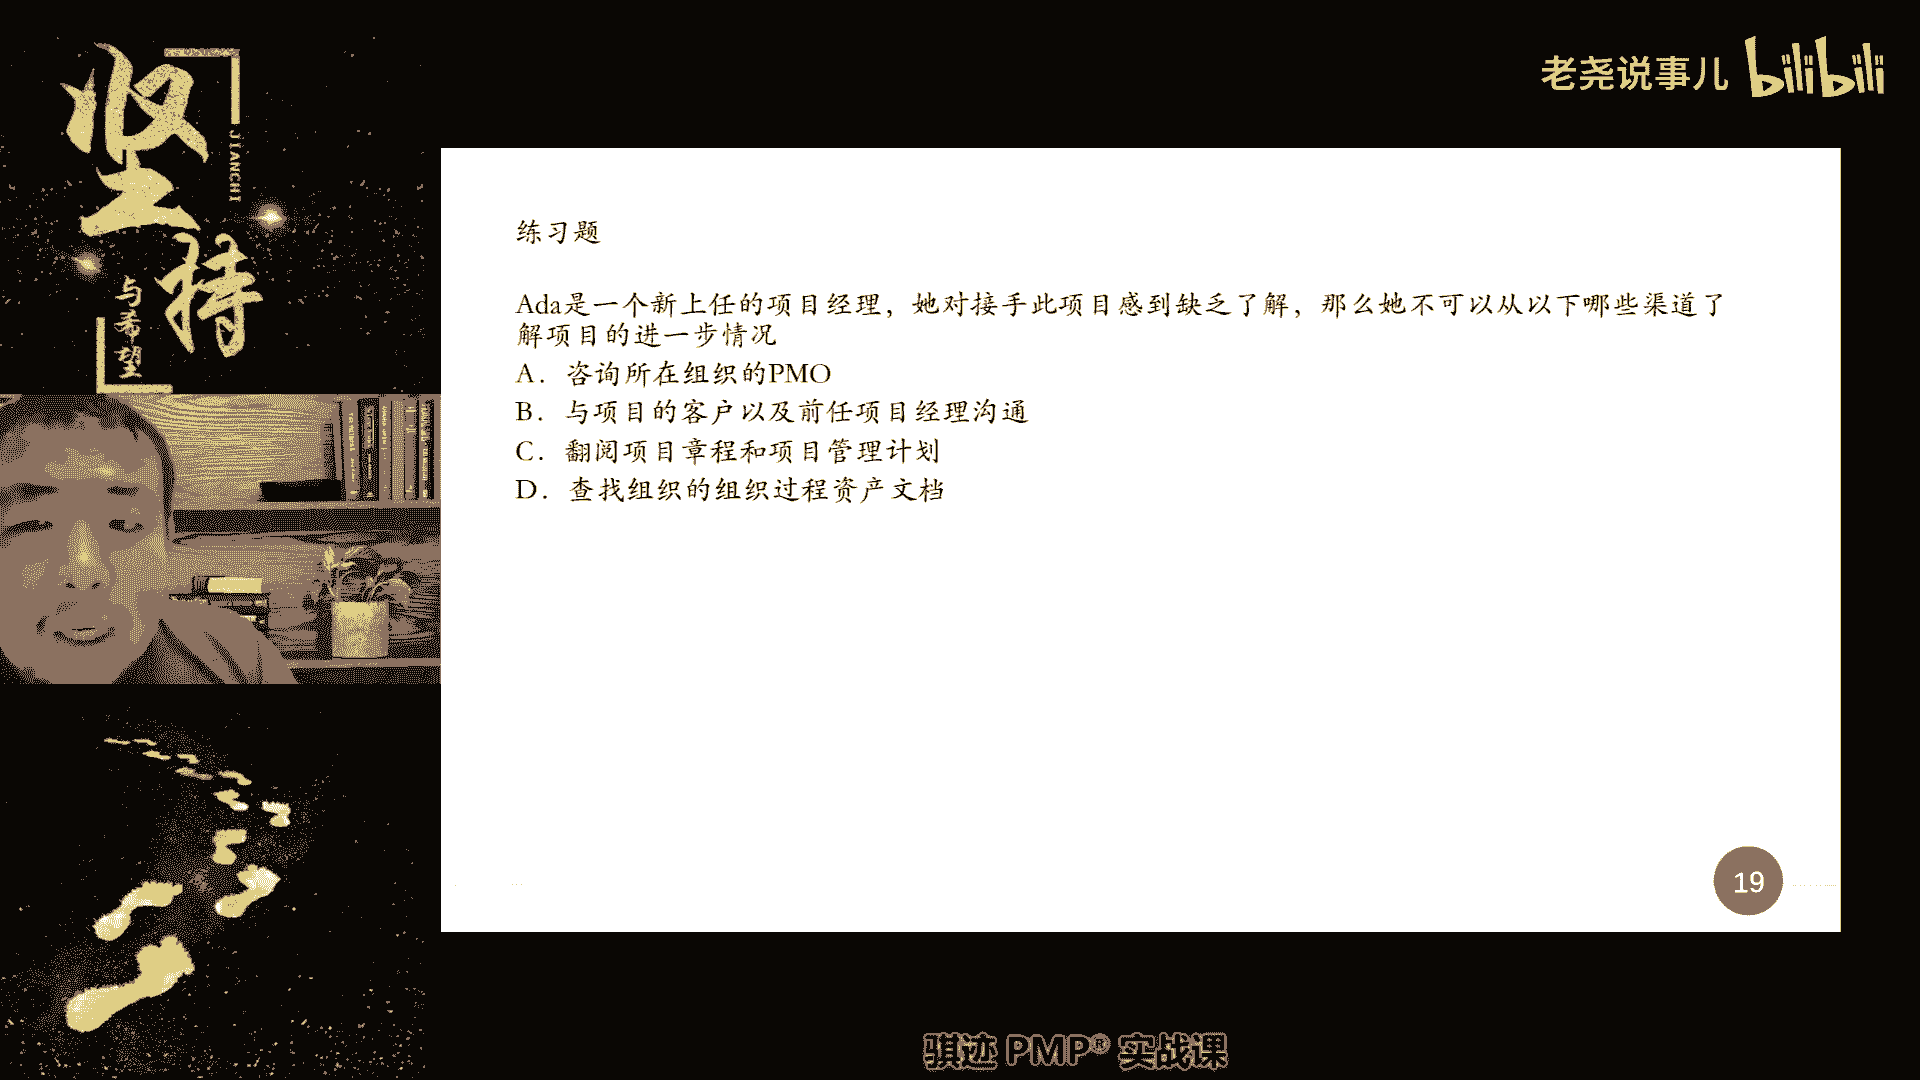 坚持
JIANCHI
与希望
老尧说事儿 bilibili
练习题
Ada是一个新上任的项目经理，她对接手此项目感到缺乏了解，那么她不可以从以下哪些渠道了
解项目的进一步情况
A. 咨询所在组织的PMO
B. 与项目的客户以及前任项目经理沟通
C. 翻阅项目章程和项目管理计划
D. 查找组织的组织过程资产文档
19
骐迹 PMP® 实战课